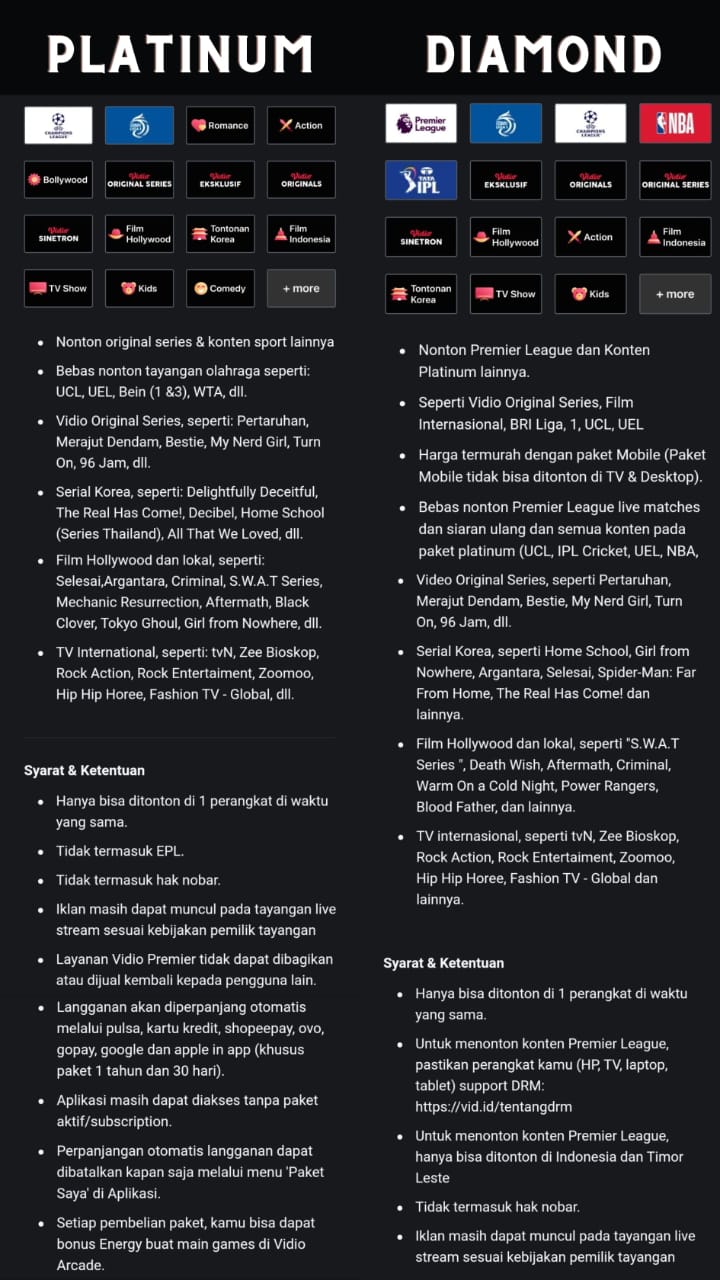 PLATINUM
CHAMPIONS
LEAGUE
Romance
Action
Bollywood
Vidio
ORIGINAL SERIES
Vidio
EKSKLUSIF
Vidio
ORIGINALS
Vidio
SINETRON
Film
Hollywood
Tontonan
Korea
Film
Indonesia
TV Show
Kids
Comedy
+ more
Nonton original series & konten sport lainnya
Bebas nonton tayangan olahraga seperti:
UCL, UEL, Bein (1 &3), WTA, dll.
Vidio Original Series, seperti: Pertaruhan,
Merajut Dendam, Bestie, My Nerd Girl, Turn
On, 96 Jam, dll.
Serial Korea, seperti: Delightfully Deceitful,
The Real Has Come!, Decibel, Home School
(Series Thailand), All That We Loved, dll.
Film Hollywood dan lokal, seperti:
Selesai,Argantara, Criminal, S.W.A.T Series,
Mechanic Resurrection, Aftermath, Black
Clover, Tokyo Ghoul, Girl from Nowhere, dll.
TV International, seperti: tvN, Zee Bioskop,
Rock Action, Rock Entertaiment, Zoomoo,
Hip Hip Horee, Fashion TV - Global, dll.
Syarat & Ketentuan
Hanya bisa ditonton di 1 perangkat di waktu
yang sama.
Tidak termasuk EPL.
Tidak termasuk hak nobar.
Iklan masih dapat muncul pada tayangan live
stream sesuai kebijakan pemilik tayangan
Layanan Vidio Premier tidak dapat dibagikan
atau dijual kembali kepada pengguna lain.
Langganan akan diperpanjang otomatis
melalui pulsa, kartu kredit, shopeepay, ovo,
gopay, google dan apple in app (khusus
paket 1 tahun dan 30 hari).
Aplikasi masih dapat diakses tanpa paket
aktif/subscription.
Perpanjangan otomatis langganan dapat
dibatalkan kapan saja melalui menu 'Paket
Saya' di Aplikasi.
Setiap pembelian paket, kamu bisa dapat
bonus Energy buat main games di Vidio
Arcade.
DIAMOND
Premier
League
CHAMPIONS
LEAGUE
NBA
TATA
IPL
Vidio
EKSKLUSIF
Vidio
ORIGINALS
Vidio
ORIGINAL SERIES
Vidio
SINETRON
Film
Hollywood
Action
Film
Indonesia
Tontonan
Korea
TV Show
Kids
+ more
Nonton Premier League dan Konten
Platinum lainnya.
Seperti Vidio Original Series, Film
Internasional, BRI Liga, 1, UCL, UEL
Harga termurah dengan paket Mobile (Paket
Mobile tidak bisa ditonton di TV & Desktop).
Bebas nonton Premier League live matches
dan siaran ulang dan semua konten pada
paket platinum (UCL, IPL Cricket, UEL, NBA,
Video Original Series, seperti Pertaruhan,
Merajut Dendam, Bestie, My Nerd Girl, Turn
On, 96 Jam, dll.
Serial Korea, seperti Home School, Girl from
Nowhere, Argantara, Selesai, Spider-Man: Far
From Home, The Real Has Come! dan
lainnya.
Film Hollywood dan lokal, seperti "S.W.A.T
Series ", Death Wish, Aftermath, Criminal,
Warm On a Cold Night, Power Rangers,
Blood Father, dan lainnya.
TV internasional, seperti tvN, Zee Bioskop,
Rock Action, Rock Entertaiment, Zoomoo,
Hip Hip Horee, Fashion TV - Global dan
lainnya.
Syarat & Ketentuan
Hanya bisa ditonton di 1 perangkat di waktu
yang sama.
Untuk menonton konten Premier League,
pastikan perangkat kamu (HP, TV, laptop,
tablet) support DRM:
https://vid.id/tentangdrm
Untuk menonton konten Premier League,
hanya bisa ditonton di Indonesia dan Timor
Leste
Tidak termasuk hak nobar.
Iklan masih dapat muncul pada tayangan live
stream sesuai kebijakan pemilik tayangan